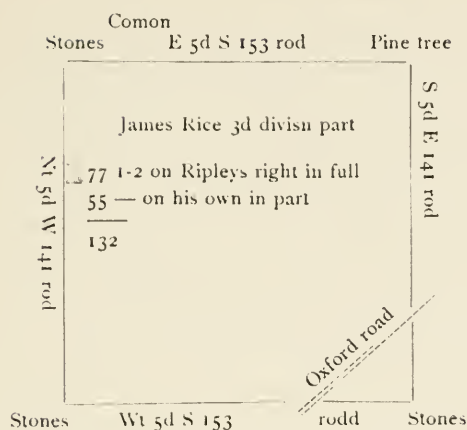 Comon
Stones E 5d S 153 rod Pine tree
S 5d E 141 rod
James Rice 3d divisn part
Nt 5d W 141 rod
77 1-2 on Ripleys right in full
55 — on his own in part
132
Oxford road
Stones Wt 5d S 153 rodd Stones